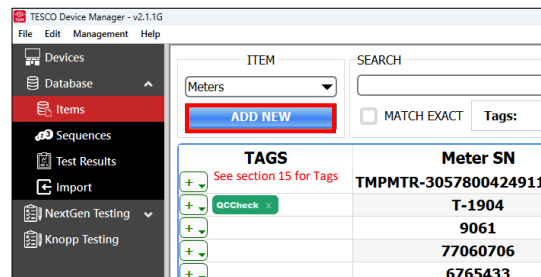 TESCO Device Manager - v2.1.1G
File Edit Management Help
Devices
Database
Items
Sequences
Test Results
Import
NextGen Testing
Knopp Testing
ITEM
SEARCH
Meters
ADD NEW
MATCH EXACT Tags:
TAGS Meter SN
+ See section 15 for Tags TMPMTR-3057800424911
+ QCCheck x T-1904
+ 9061
+ 77060706
+ 6765433